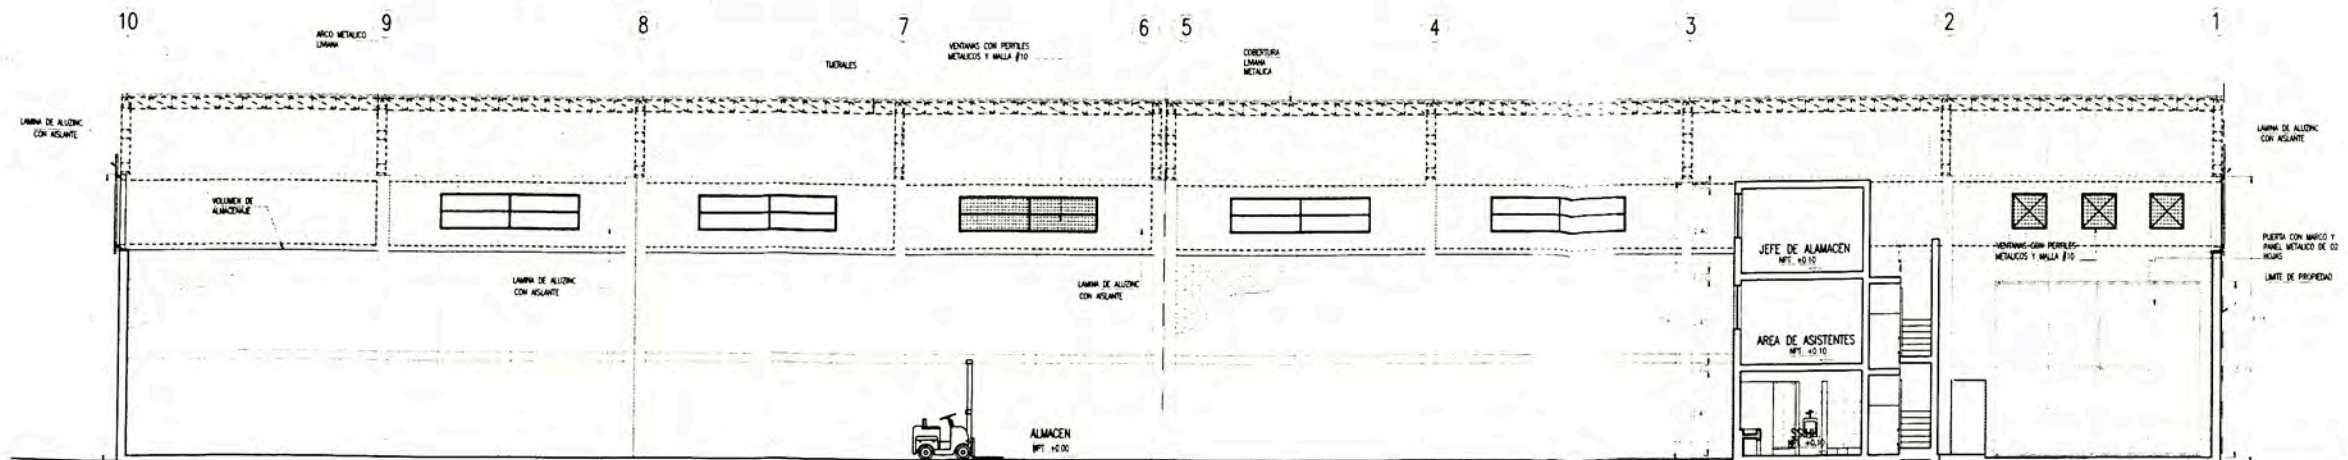 10
9
8
7
6
5
4
3
2
1
ARCO METALICO
LIVIANA
TIJERALES
VENTANAS CON PERFILES
METALICOS Y MALLA #10
COBERTURA
LIVIANA
METALICA
LAMINA DE ALUZINC
CON AISLANTE
LAMINA DE ALUZINC
CON AISLANTE
VOLUMEN DE
ALMACENAJE
JEFE DE ALAMACEN
NPT. +0.10
VENTANAS CON PERFILES
METALICOS Y MALLA #10
PUERTA CON MARCO Y
PANEL METALICO DE 02
HOJAS
LIMITE DE PROPIEDAD
LAMINA DE ALUZINC
CON AISLANTE
LAMINA DE ALUZINC
CON AISLANTE
AREA DE ASISTENTES
NPT. +0.10
ALMACEN
NPT. +0.00
SS.HH.
NPT. +0.10